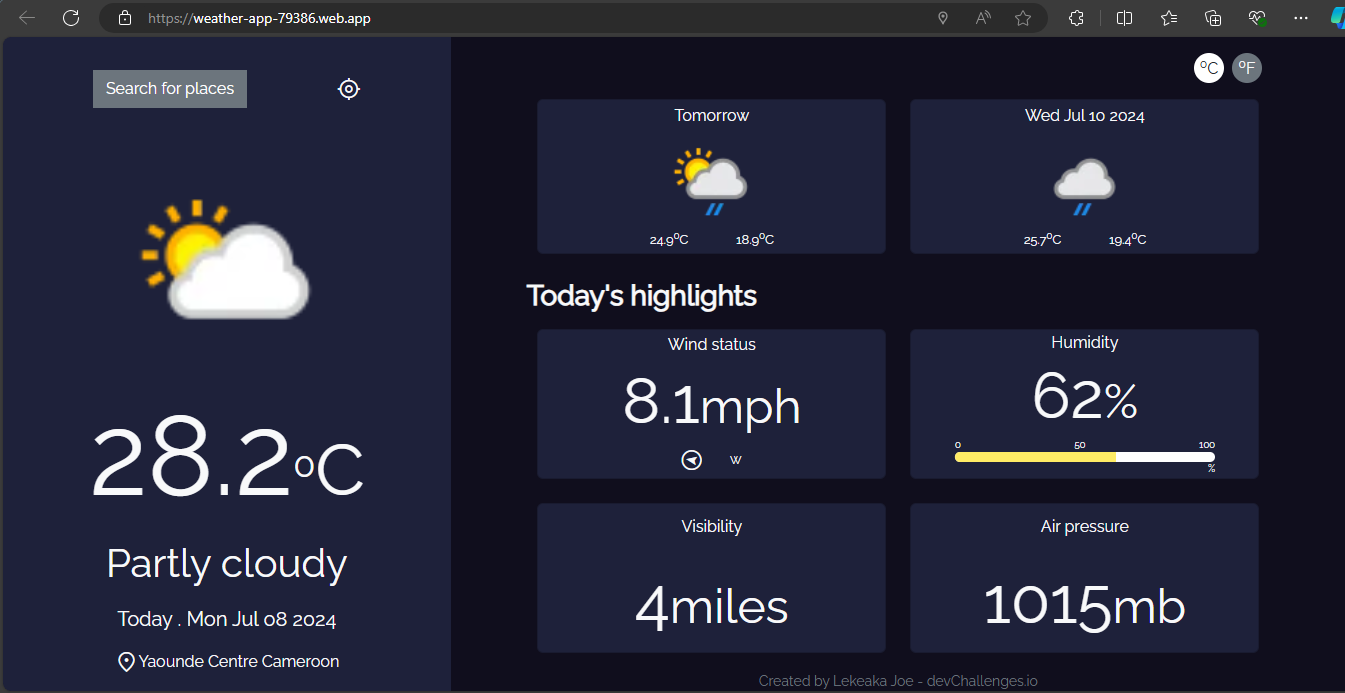 https://weather-app-79386.web.app
Search for places
28.2°C
Partly cloudy
Today . Mon Jul 08 2024
Yaounde Centre Cameroon
°C °F
Tomorrow
24.9°C 18.9°C
Wed Jul 10 2024
25.7°C 19.4°C
Today's highlights
Wind status
8.1mph
W
Humidity
62%
0 50 100
%
Visibility
4miles
Air pressure
1015mb
Created by Lekeaka Joe - devChallenges.io